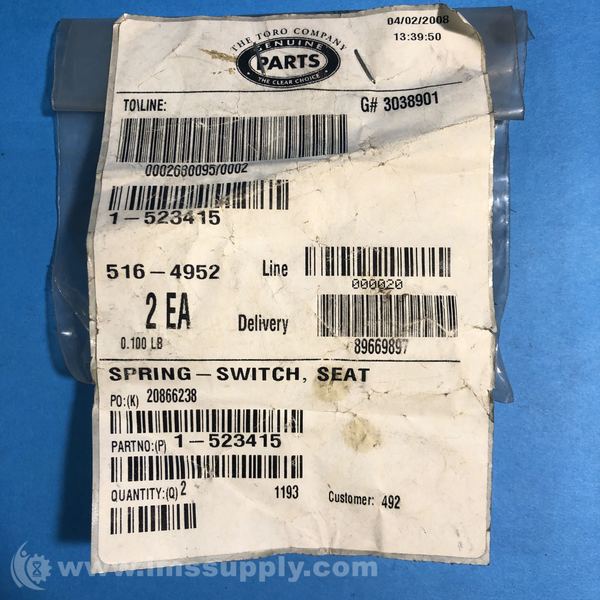 THE TORO COMPANY
GENUINE
PARTS
THE CLEAR CHOICE
04/02/2008
13:39:50
TO\LINE:
G# 3038901
0002680095/0002
1-523415
516-4952
Line
000020
2 EA
Delivery
0.100 LB
89669897
SPRING-SWITCH, SEAT
PO:(K) 20866238
PARTNO:(P) 1-523415
QUANTITY:(Q) 2
1193
Customer: 492
www.imssupply.com/